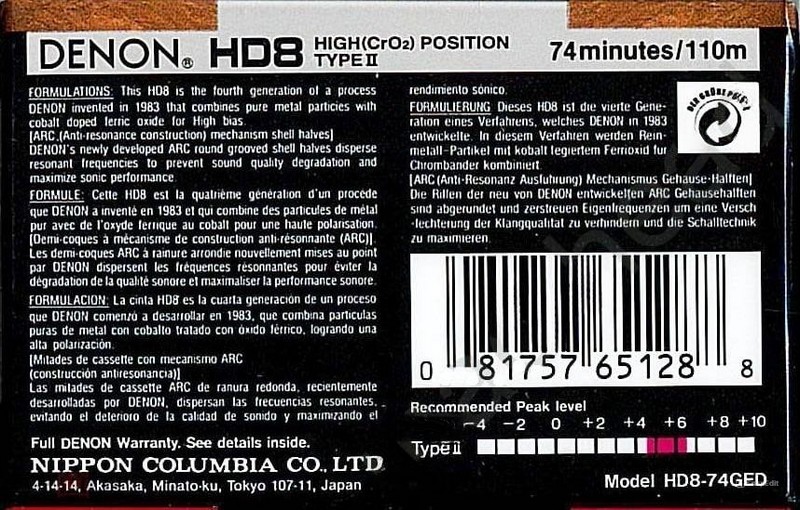 DENON® HD8 HIGH(CrO2) POSITION
TYPE II
74minutes/110m
FORMULATIONS: This HD8 is the fourth generation of a process
DENON invented in 1983 that combines pure metal particles with
cobalt doped ferric oxide for High bias.
[ARC,(Anti-resonance construction) mechanism shell halves]
DENON's newly developed ARC round grooved shell halves disperse
resonant frequencies to prevent sound quality degradation and
maximize sonic performance.
FORMULE: Cette HD8 est la quatrième génération d'un procédé
que DENON a inventé en 1983 et qui combine des particules de métal
pur avec de l'oxyde ferrique au cobalt pour une haute polarisation.
[Demi-coques à mécanisme de construction anti-résonnante (ARC)].
Les demi-coques ARC à rainure arrondie nouvellement mises au point
par DENON dispersent les fréquences résonnantes pour éviter la
dégradation de la qualité sonore et maximaliser la performance sonore.
FORMULACION: La cinta HD8 es la cuarta generación de un proceso
que DENON comenzó a desarrollar en 1983, que combina particulas
puras de metal con cobalto tratado con óxido férrico, logrando una
alta polarización.
[Mitades de cassette con mecanismo ARC
(construcción antiresonancia)]
Las mitades de cassette ARC de ranura redonda, recientemente
desarrolladas por DENON, dispersan las frecuencias resonantes,
evitando el deterioro de la calidad de sonido y maximizando el
Full DENON Warranty. See details inside.
NIPPON COLUMBIA CO., LTD
4-14-14, Akasaka, Minato-ku, Tokyo 107-11, Japan
rendimiento sónico.
FORMULIERUNG Dieses HD8 ist die vierte Gene-
ration eines Verfahrens, welches DENON in 1983
entwickelte. In diesem Verfahren werden Rein-
metall-Partikel mit kobalt legiertem Ferrioxid für
Chrombander kombiniert.
[ARC(Anti-Resonanz Ausfuhrung) Mechanismus Gehause-Halften]
Die Rillen der neu von DENON entwickelten ARC Gehausehalften
sind abgerundet und zerstreuen Eigenfrequenzen um eine Versch
-lechterung der Klangqualitat zu verhindern und die Schalltechnik
zu maximieren.
DER GRÜNE PUNKT
0 81757 65128 8
Recommended Peak level
-4 -2 0 +2 +4 +6 +8 +10
Type II
Model HD8-74GED